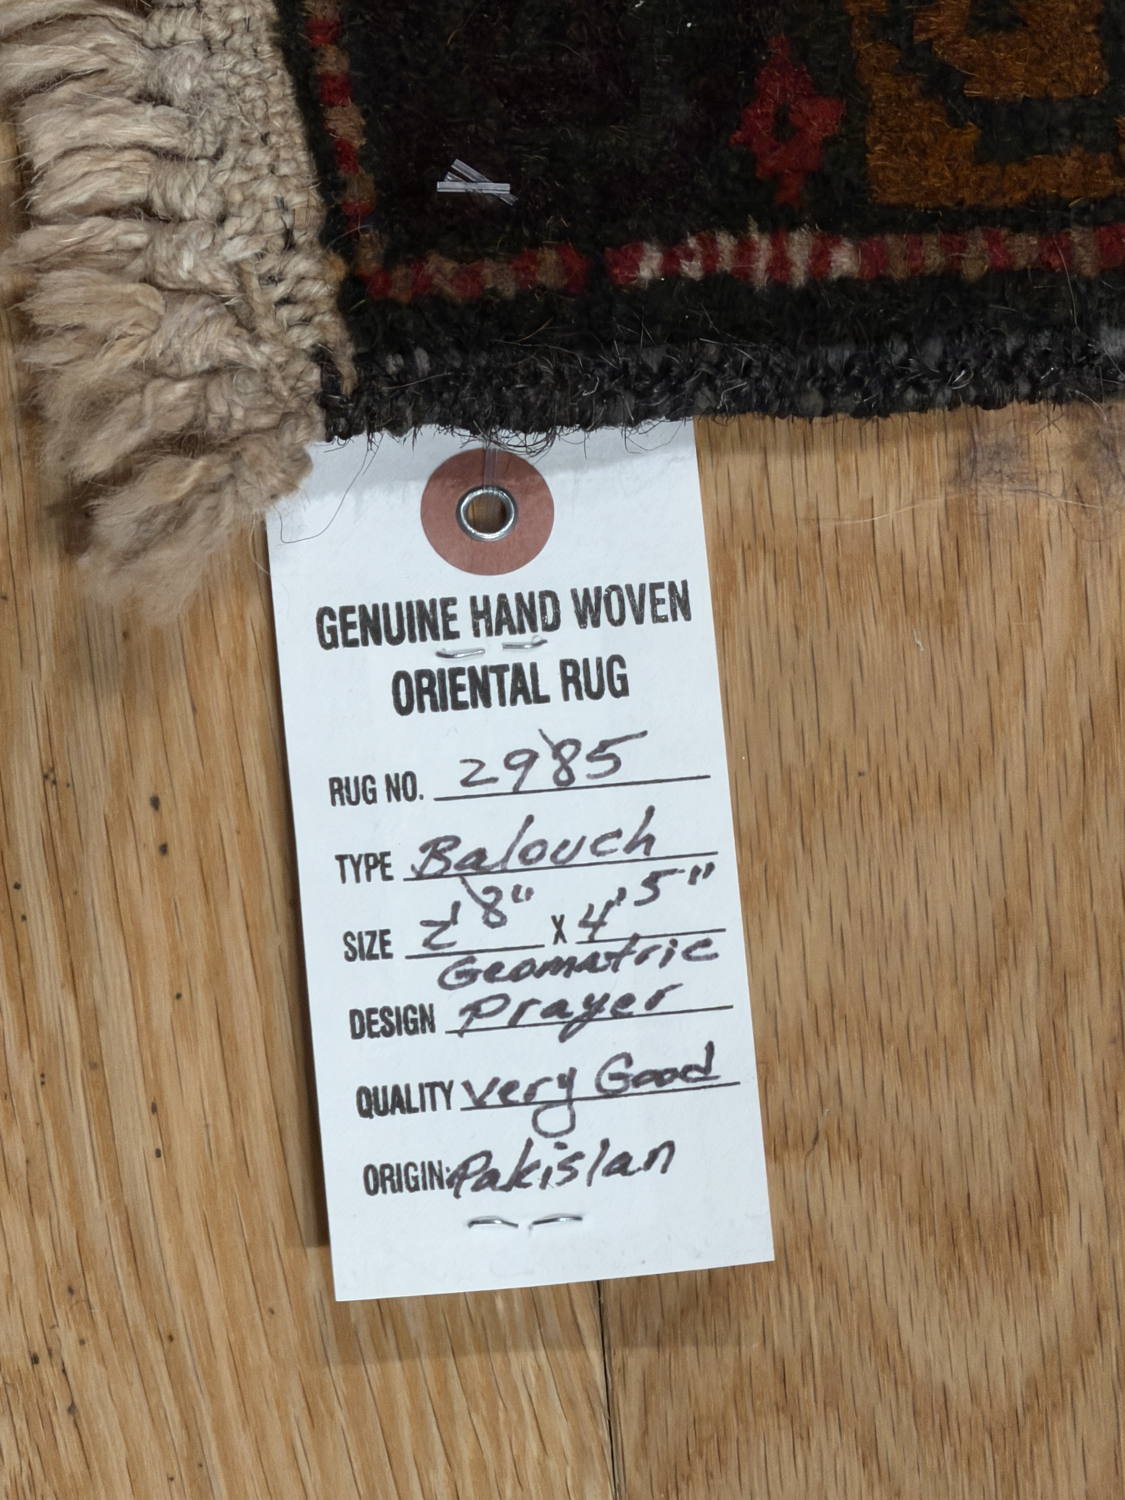 GENUINE HAND WOVEN
ORIENTAL RUG
RUG NO. 2985
TYPE Balouch
SIZE 2' 8" X 4' 5"
Geomatric
DESIGN Prayer
QUALITY very Good
ORIGIN: Pakislan